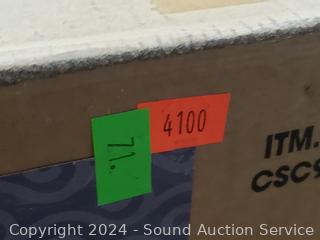 4100
71.
ITM.
CSC9
Copyright 2024 - Sound Auction Service